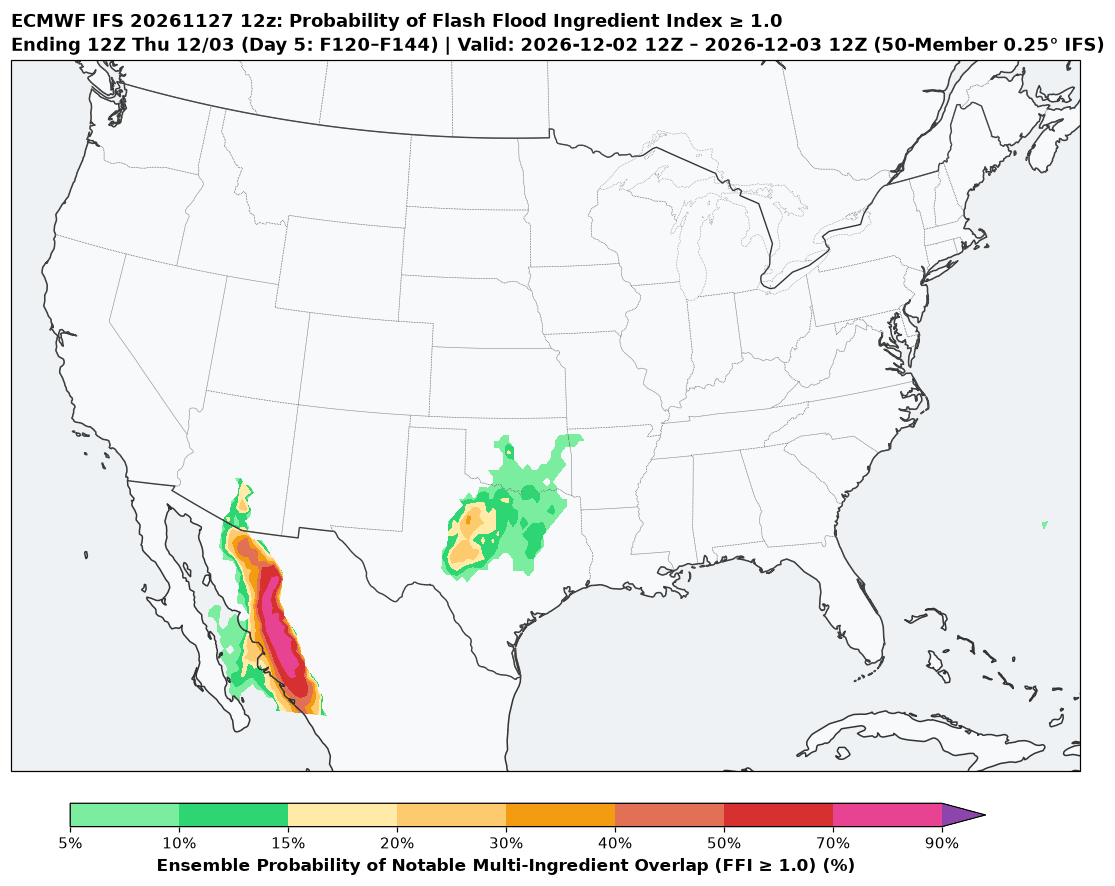 ECMWF IFS 20261127 12z: Probability of Flash Flood Ingredient Index ≥ 1.0
Ending 12Z Thu 12/03 (Day 5: F120–F144) | Valid: 2026-12-02 12Z – 2026-12-03 12Z (50-Member 0.25° IFS)
5% 10% 15% 20% 30% 40% 50% 70% 90%
Ensemble Probability of Notable Multi-Ingredient Overlap (FFI ≥ 1.0) (%)